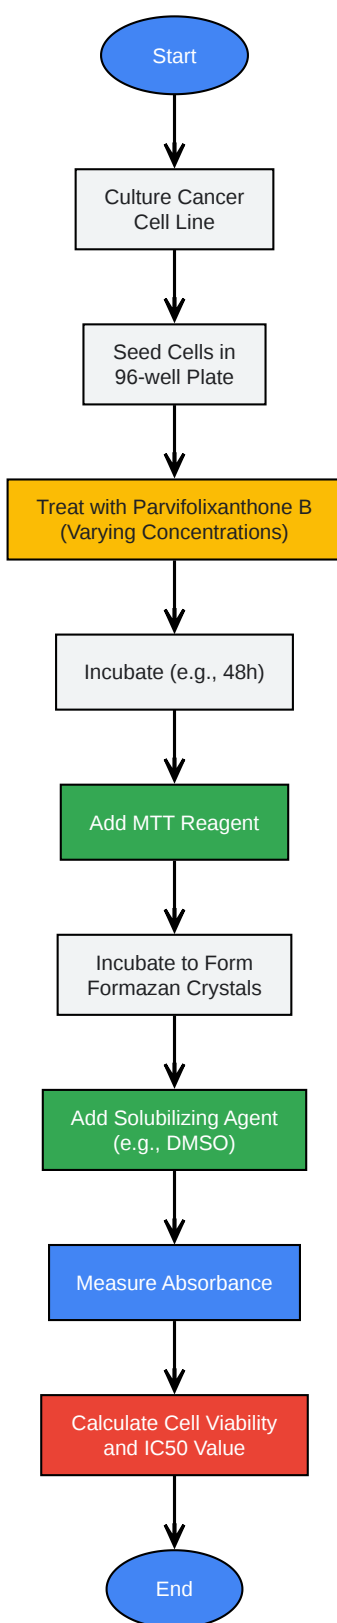 Start
Culture Cancer
Cell Line
Seed Cells in
96-well Plate
Treat with Parvifolixanthone B
(Varying Concentrations)
Incubate (e.g., 48h)
Add MTT Reagent
Incubate to Form
Formazan Crystals
Add Solubilizing Agent
(e.g., DMSO)
Measure Absorbance
Calculate Cell Viability
and IC50 Value
End